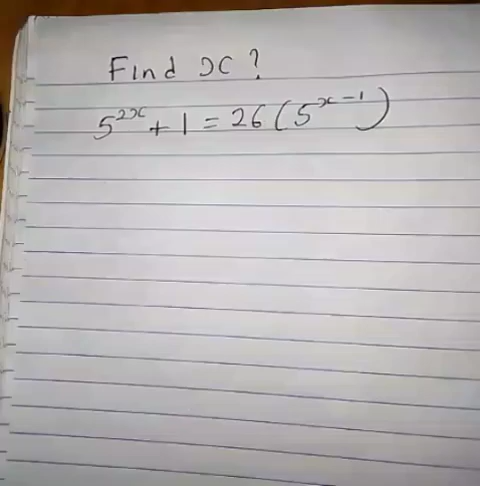 Find x?
5^{2x} + 1 = 26(5^{x-1})